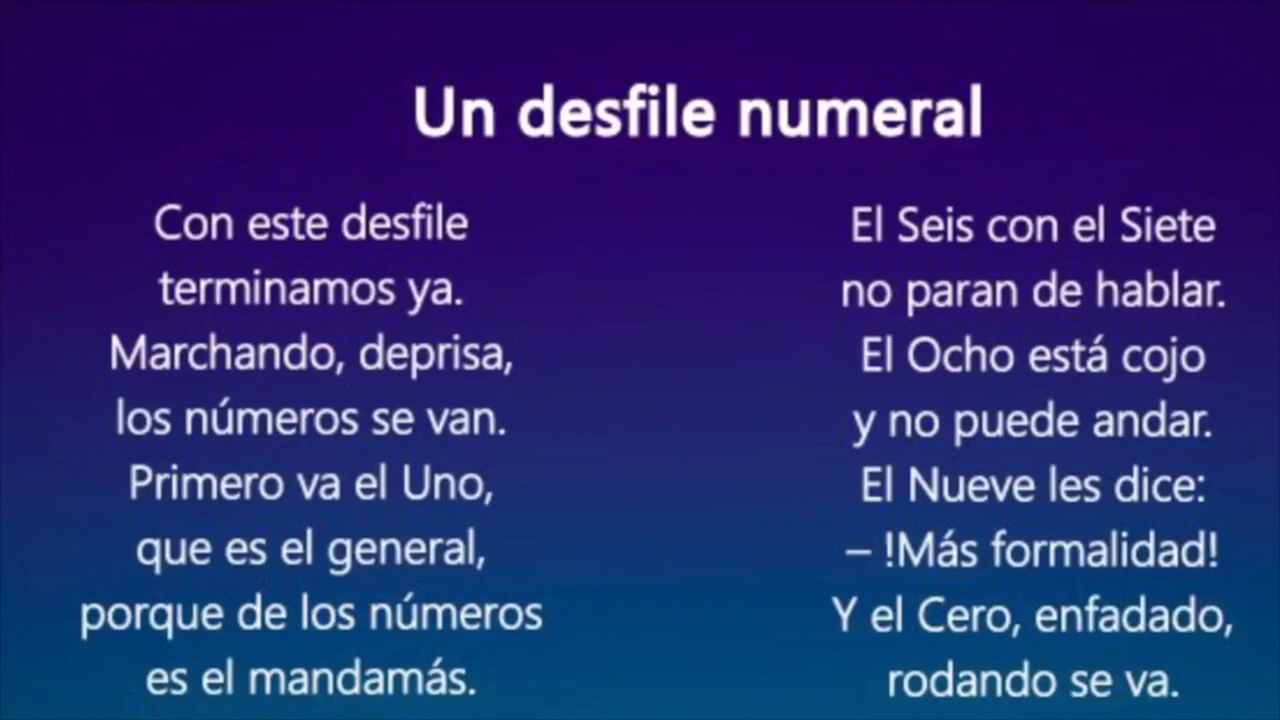 Un desfile numeral
Con este desfile
terminamos ya.
Marchando, deprisa,
los números se van.
Primero va el Uno,
que es el general,
porque de los números
es el mandamás.
El Seis con el Siete
no paran de hablar.
El Ocho está cojo
y no puede andar.
El Nueve les dice:
– !Más formalidad!
Y el Cero, enfadado,
rodando se va.